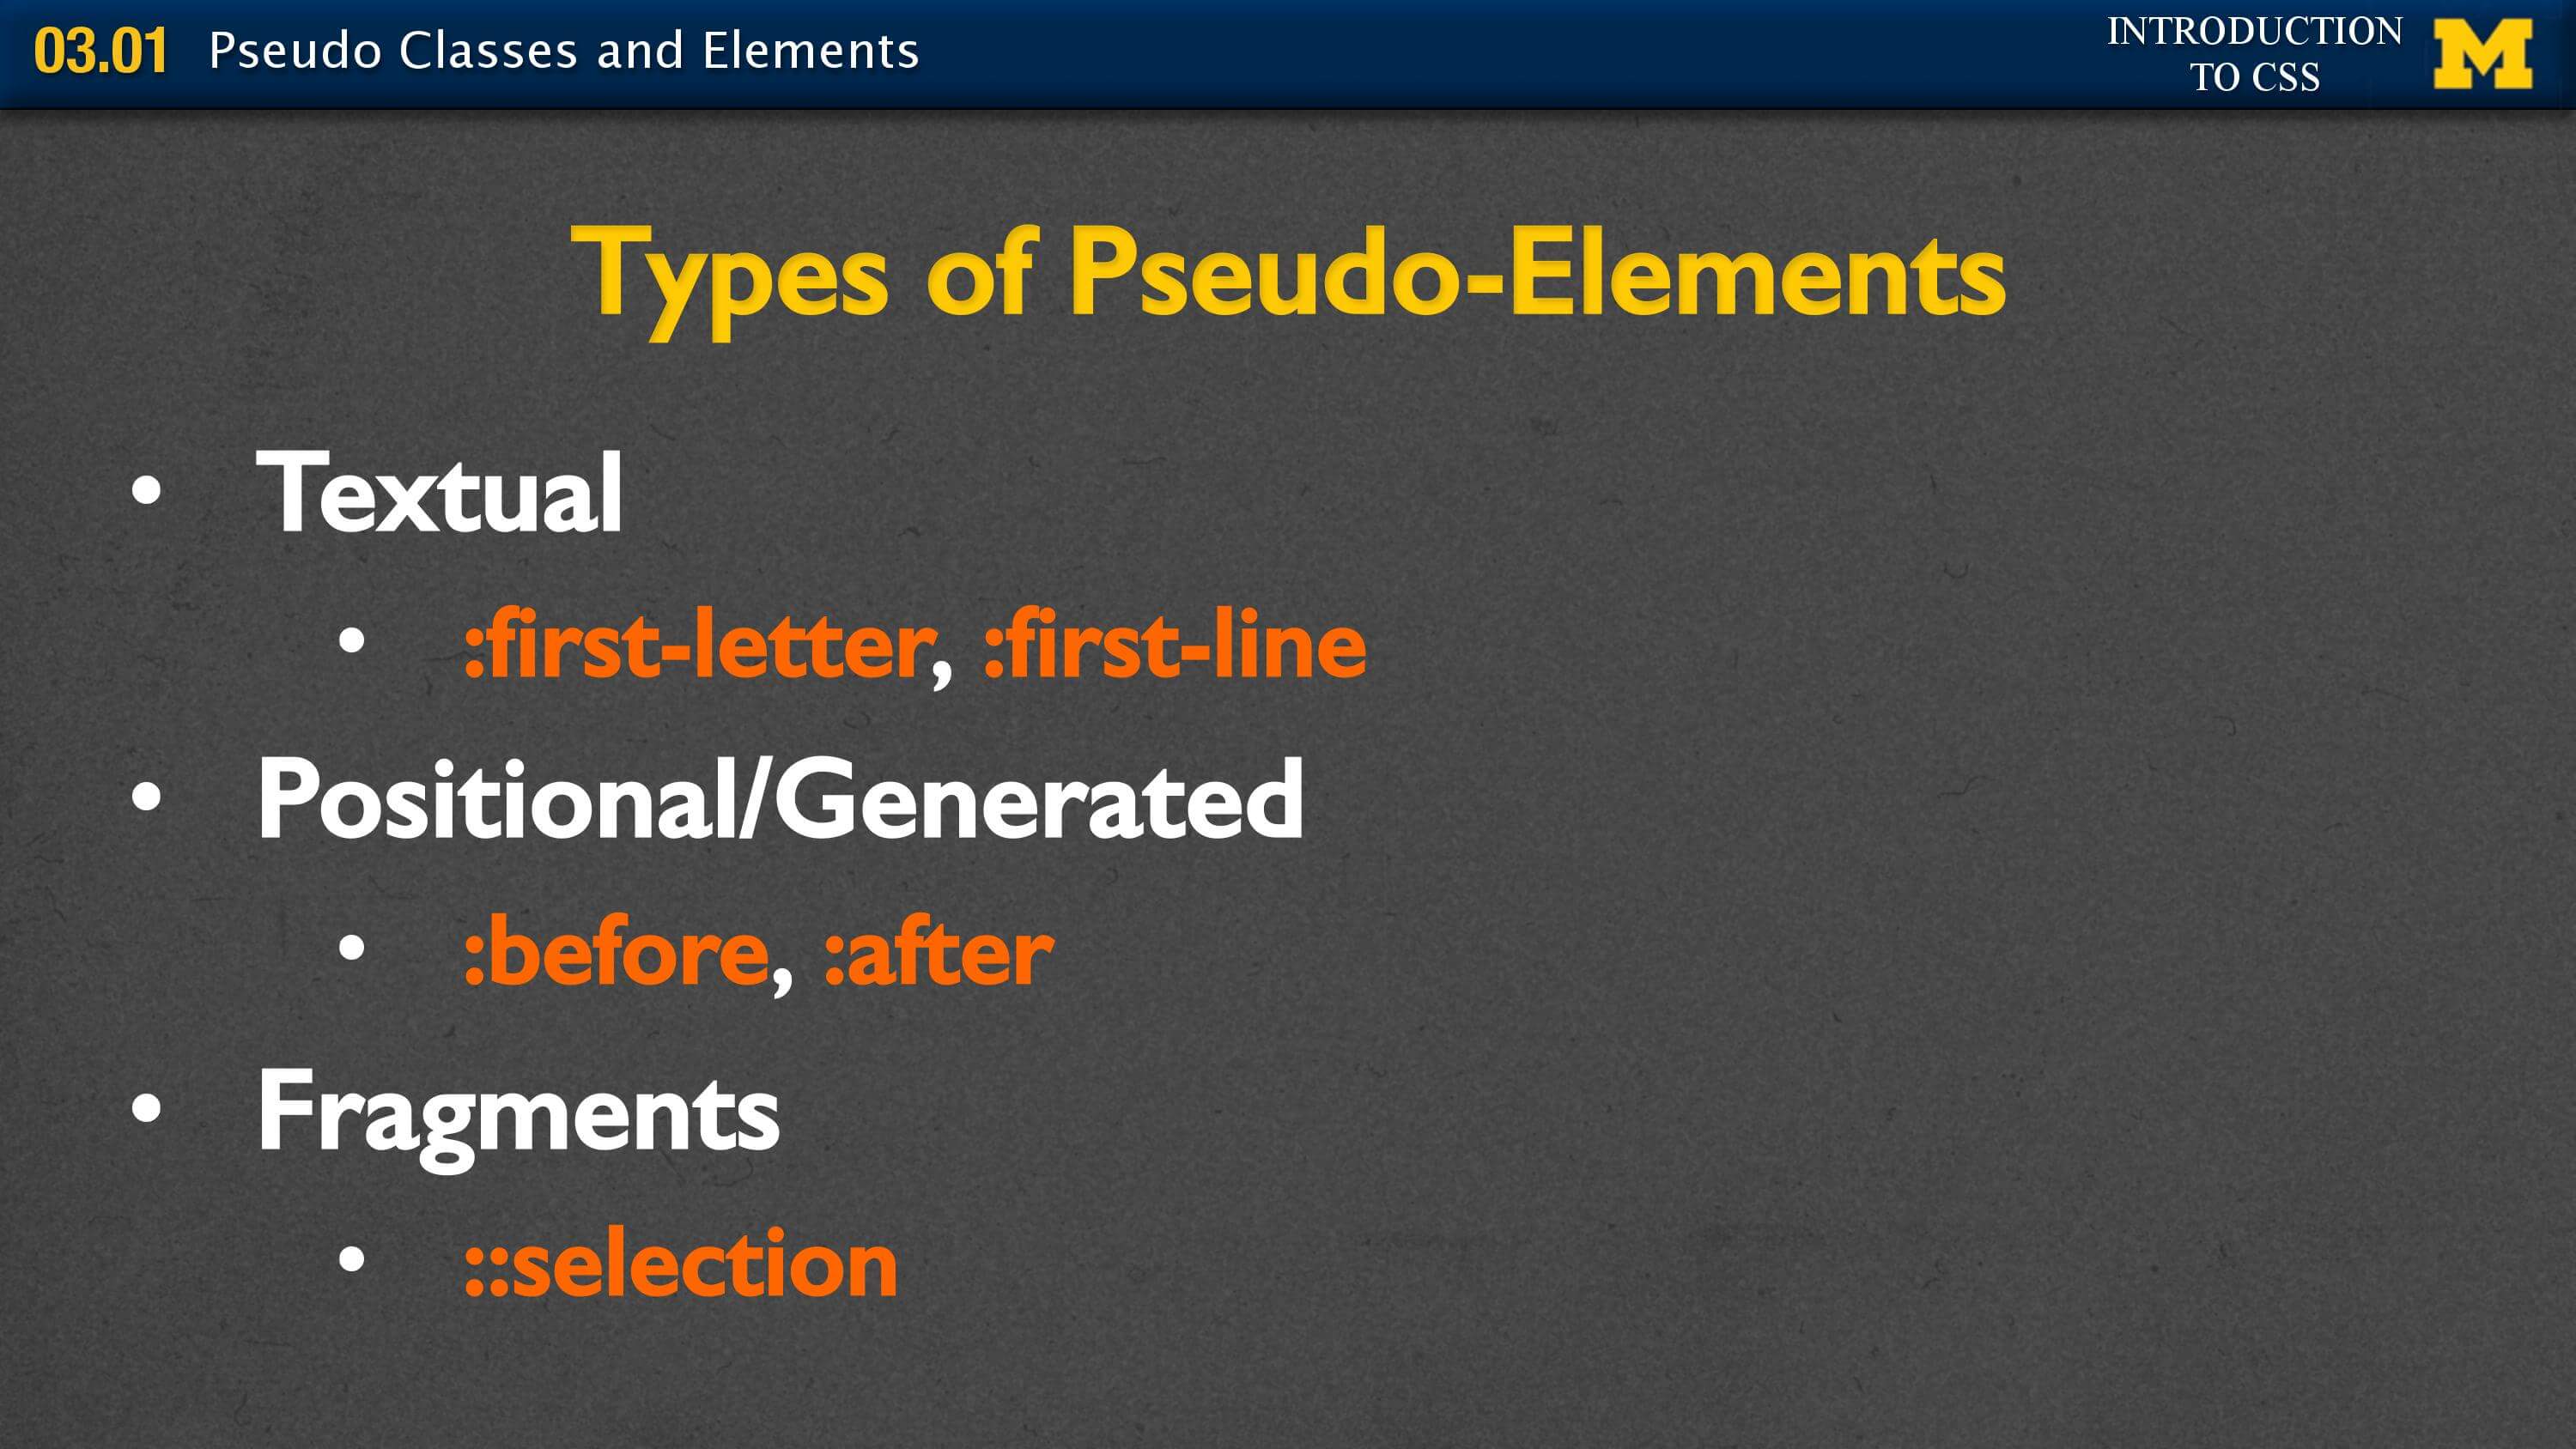 03.01 Pseudo Classes and Elements
INTRODUCTION
TO CSS
M
Types of Pseudo-Elements
• Textual
• :first-letter, :first-line
• Positional/Generated
• :before, :after
• Fragments
• ::selection